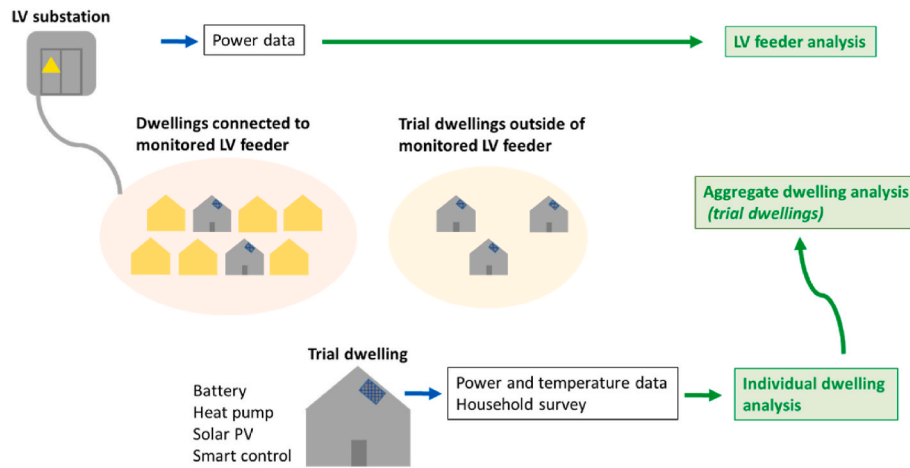 LV substation
Power data
LV feeder analysis
Dwellings connected to
monitored LV feeder
Trial dwellings outside of
monitored LV feeder
Aggregate dwelling analysis
(trial dwellings)
Trial dwelling
Battery
Heat pump
Solar PV
Smart control
Power and temperature data
Household survey
Individual dwelling
analysis